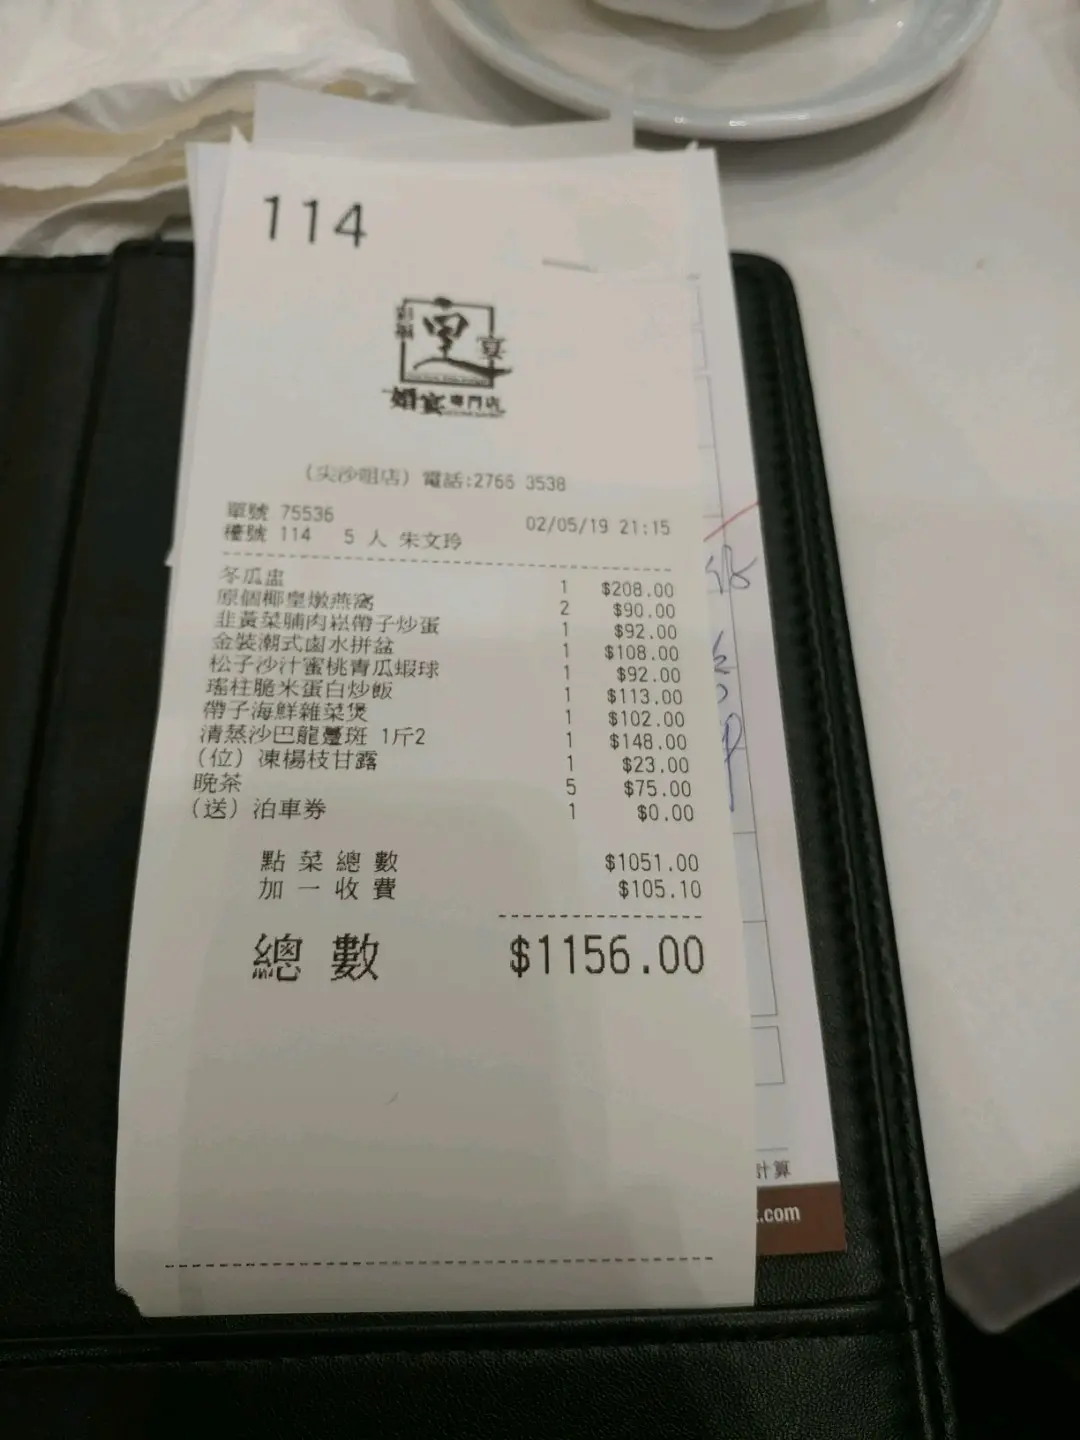 114
皇
專門店
(尖沙咀店) 電話:2766 3538
單號 75536 02/05/19 21:15
檯號 114 5 人 朱文玲
冬瓜盅 1 $208.00
原個椰皇燉燕窩 2 $90.00
韭黃菜脯肉崧帶子炒蛋 1 $92.00
金裝潮式鹵水拼盆 1 $108.00
松子沙汁蜜桃青瓜蝦球 1 $92.00
瑤柱脆米蛋白炒飯 1 $113.00
帶子海鮮雜菜煲 1 $102.00
清蒸沙巴龍躉斑 1斤2 1 $148.00
(位) 凍楊枝甘露 1 $23.00
晚茶 5 $75.00
(送) 泊車券 1 $0.00
點 菜 總 數 $1051.00
加 一 收 費 $105.10
總 數 $1156.00
計算
.com